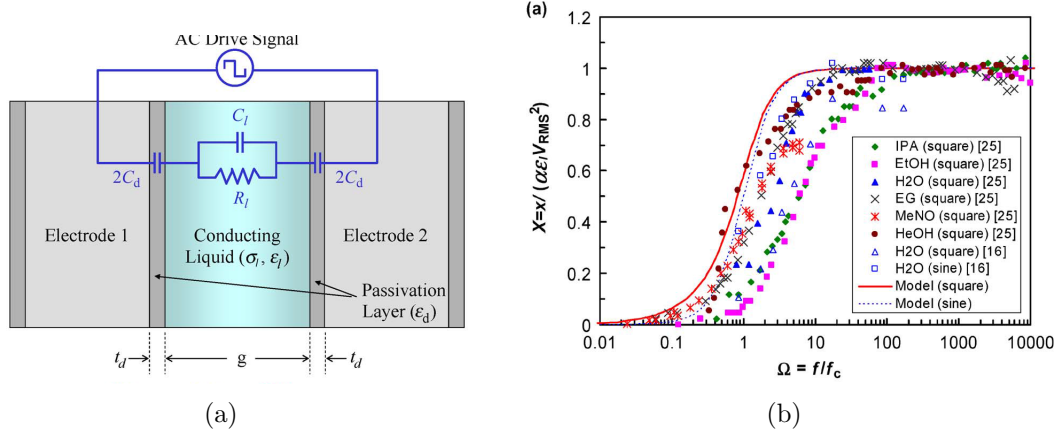 AC Drive Signal
C_l
2C_d
R_l
2C_d
Electrode 1
Conducting
Liquid (σ_l, ε_l)
Electrode 2
Passivation
Layer (ε_d)
t_d
g
t_d
(a)
(a)
X=x/(αε_lV_RMS^2)
1.2
1
0.8
0.6
0.4
0.2
0
IPA (square) [25]
EtOH (square) [25]
H2O (square) [25]
EG (square) [25]
MeNO (square) [25]
HeOH (square) [25]
H2O (square) [16]
H2O (sine) [16]
Model (square)
Model (sine)
0.01 0.1 1 10 100 1000 10000
Ω = f/f_c
(b)